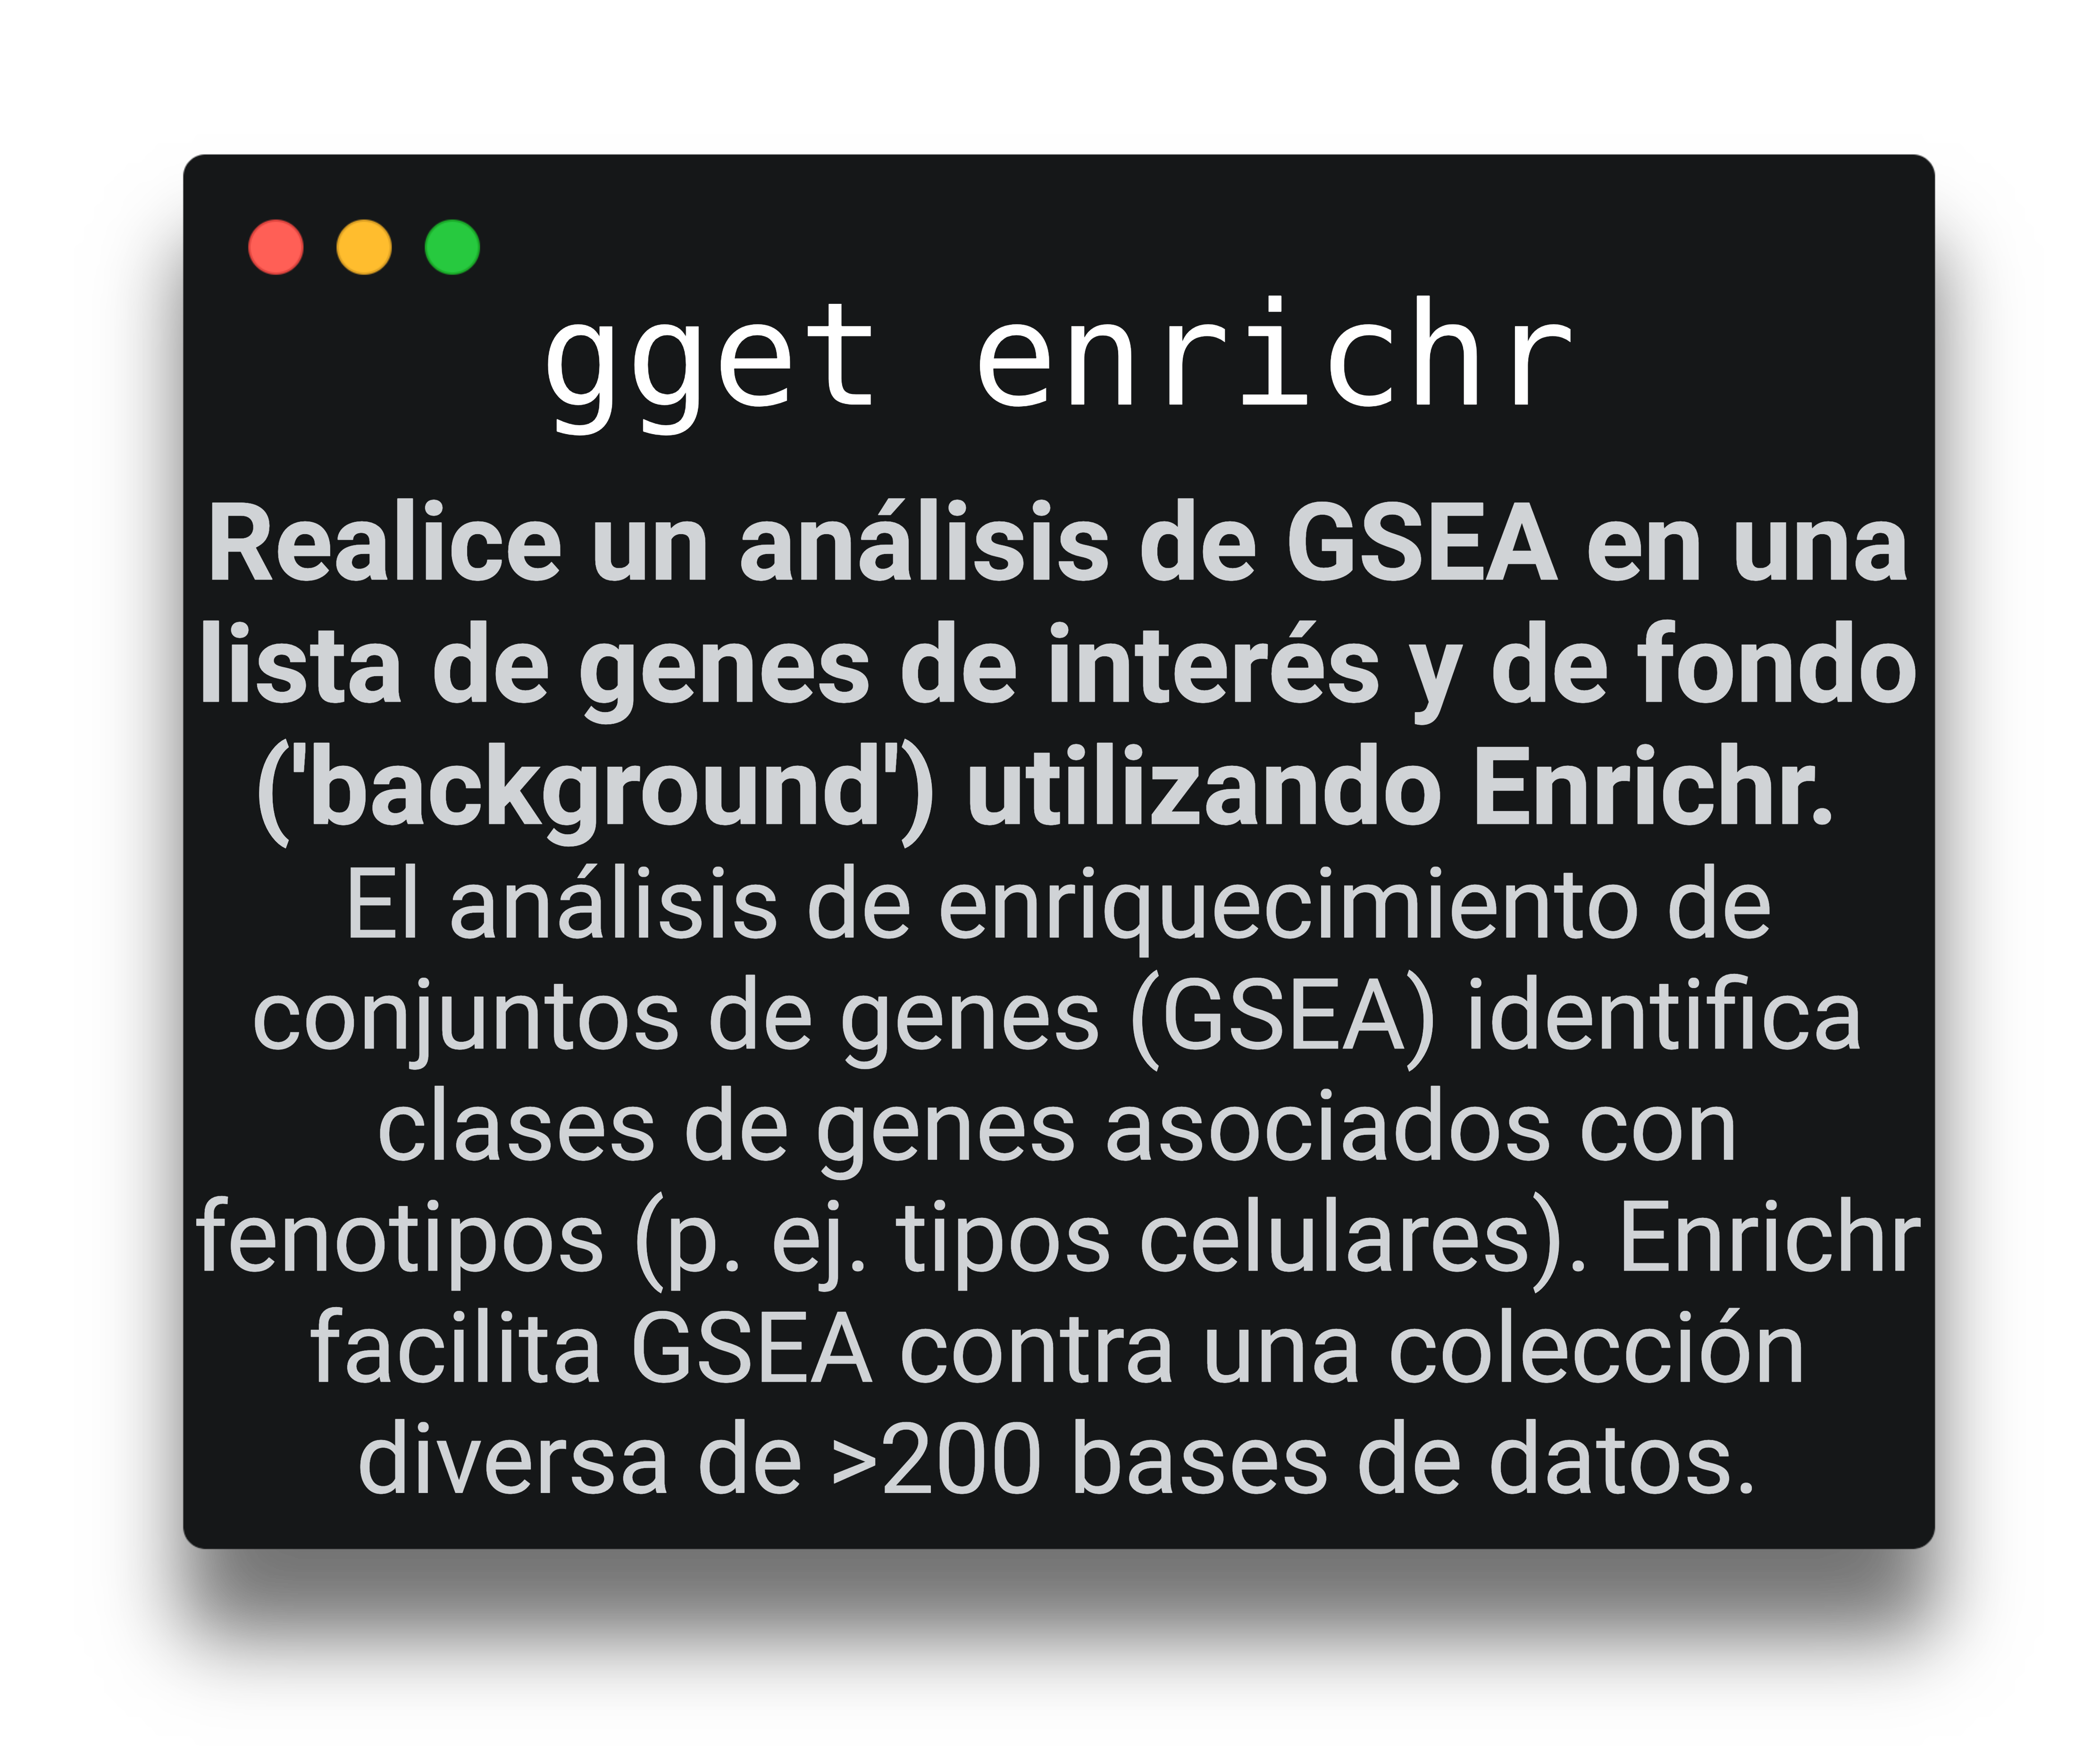 gget enrichr
Realice un análisis de GSEA en una
lista de genes de interés y de fondo
('background') utilizando Enrichr.
El análisis de enriquecimiento de
conjuntos de genes (GSEA) identifica
clases de genes asociados con
fenotipos (p. ej. tipos celulares). Enrichr
facilita GSEA contra una colección
diversa de >200 bases de datos.